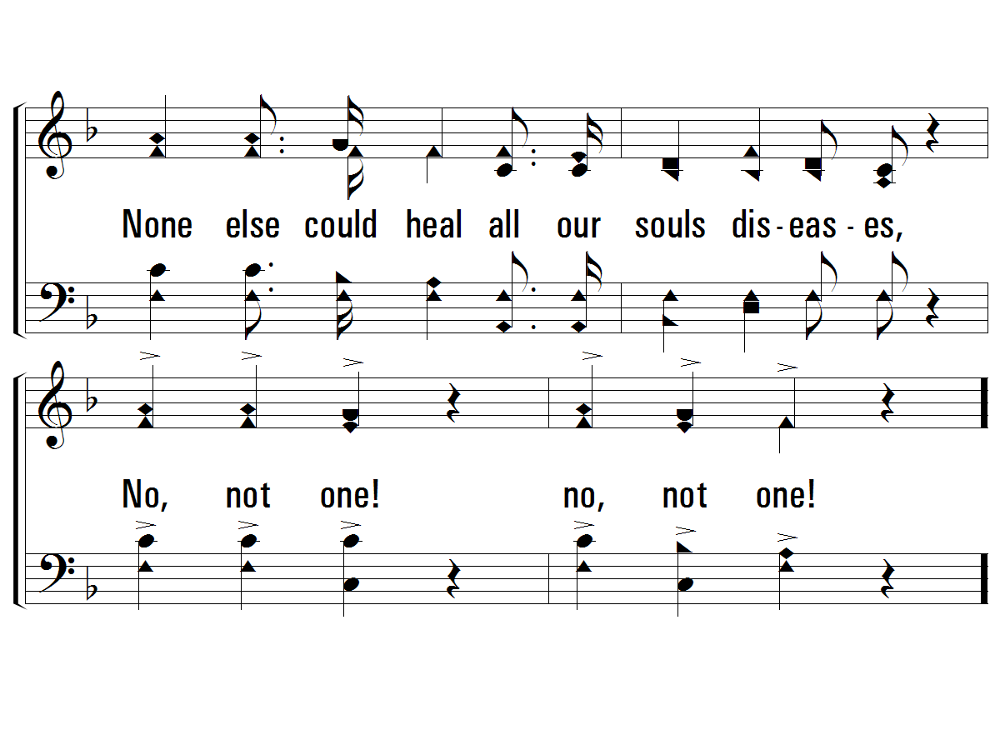 None else could heal all our souls dis-eas-es,
No, not one! no, not one!